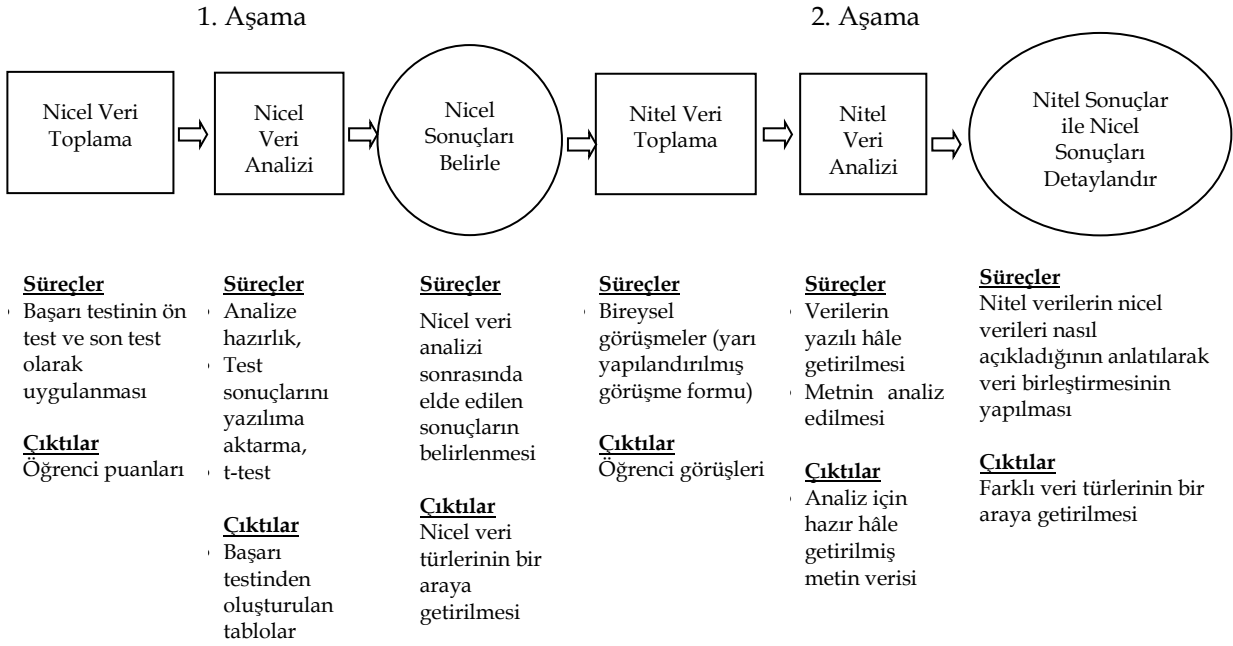 1. Aşama
2. Aşama
Nicel Veri
Toplama
Nicel
Veri
Analizi
Nicel
Sonuçları
Belirle
Nitel Veri
Toplama
Nitel
Veri
Analizi
Nitel Sonuçlar
ile Nicel
Sonuçları
Detaylandır
Süreçler
Başarı testinin ön
test ve son test
olarak
uygulanması
Çıktılar
Öğrenci puanları
Süreçler
Analize
hazırlık,
Test
sonuçlarını
yazılıma
aktarma,
t-test
Çıktılar
Başarı
testinden
oluşturulan
tablolar
Süreçler
Nicel veri
analizi
sonrasında
elde edilen
sonuçların
belirlenmesi
Çıktılar
Nicel veri
türlerinin bir
araya
getirilmesi
Süreçler
Bireysel
görüşmeler (yarı
yapılandırılmış
görüşme formu)
Çıktılar
Öğrenci görüşleri
Süreçler
Verilerin
yazılı hâle
getirilmesi
Metnin analiz
edilmesi
Çıktılar
Analiz için
hazır hâle
getirilmiş
metin verisi
Süreçler
Nitel verilerin nicel
verileri nasıl
açıkladığının anlatılarak
veri birleştirmesinin
yapılması
Çıktılar
Farklı veri türlerinin bir
araya getirilmesi